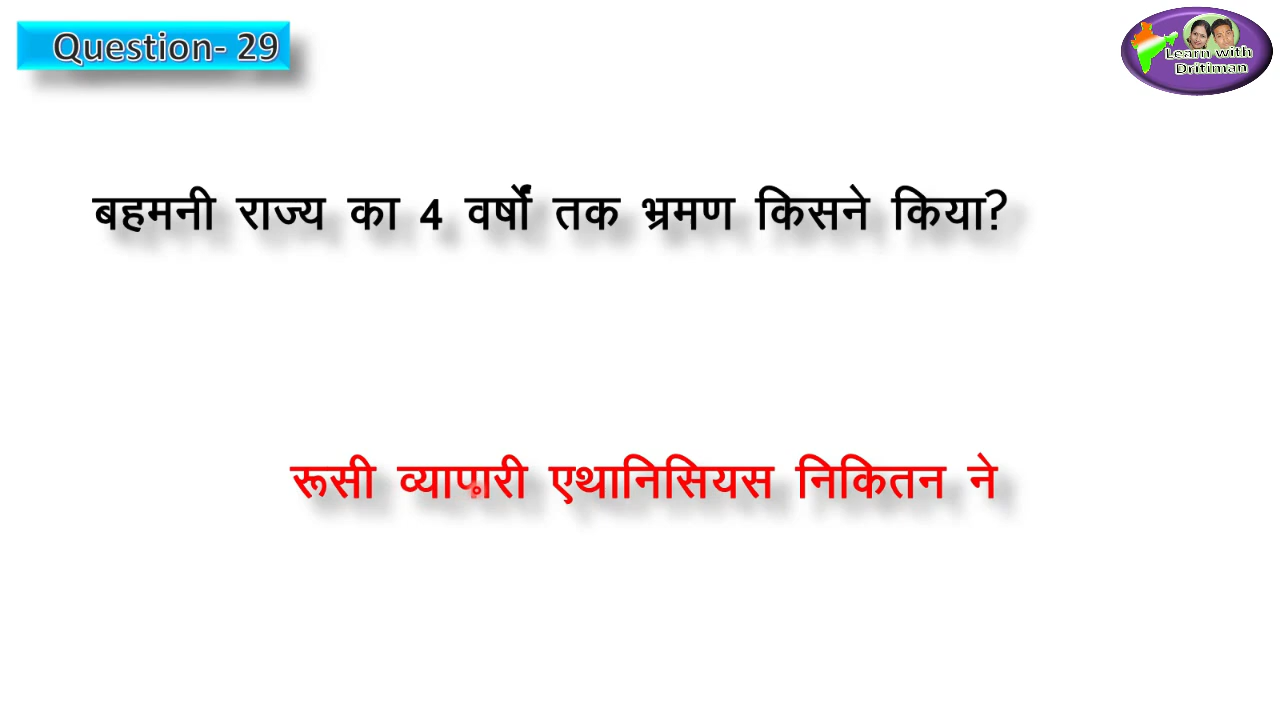 Question- 29
Learn with
Dritiman
बहमनी राज्य का 4 वर्षों तक भ्रमण किसने किया?
रूसी व्यापारी एथानिसियस निकितन ने